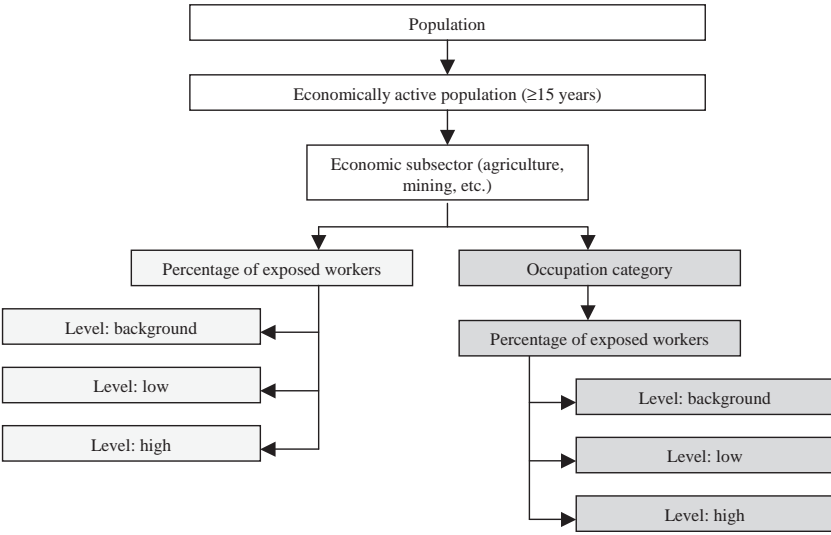 Population
Economically active population (≥15 years)
Economic subsector (agriculture,
mining, etc.)
Percentage of exposed workers
Level: background
Level: low
Level: high
Occupation category
Percentage of exposed workers
Level: background
Level: low
Level: high